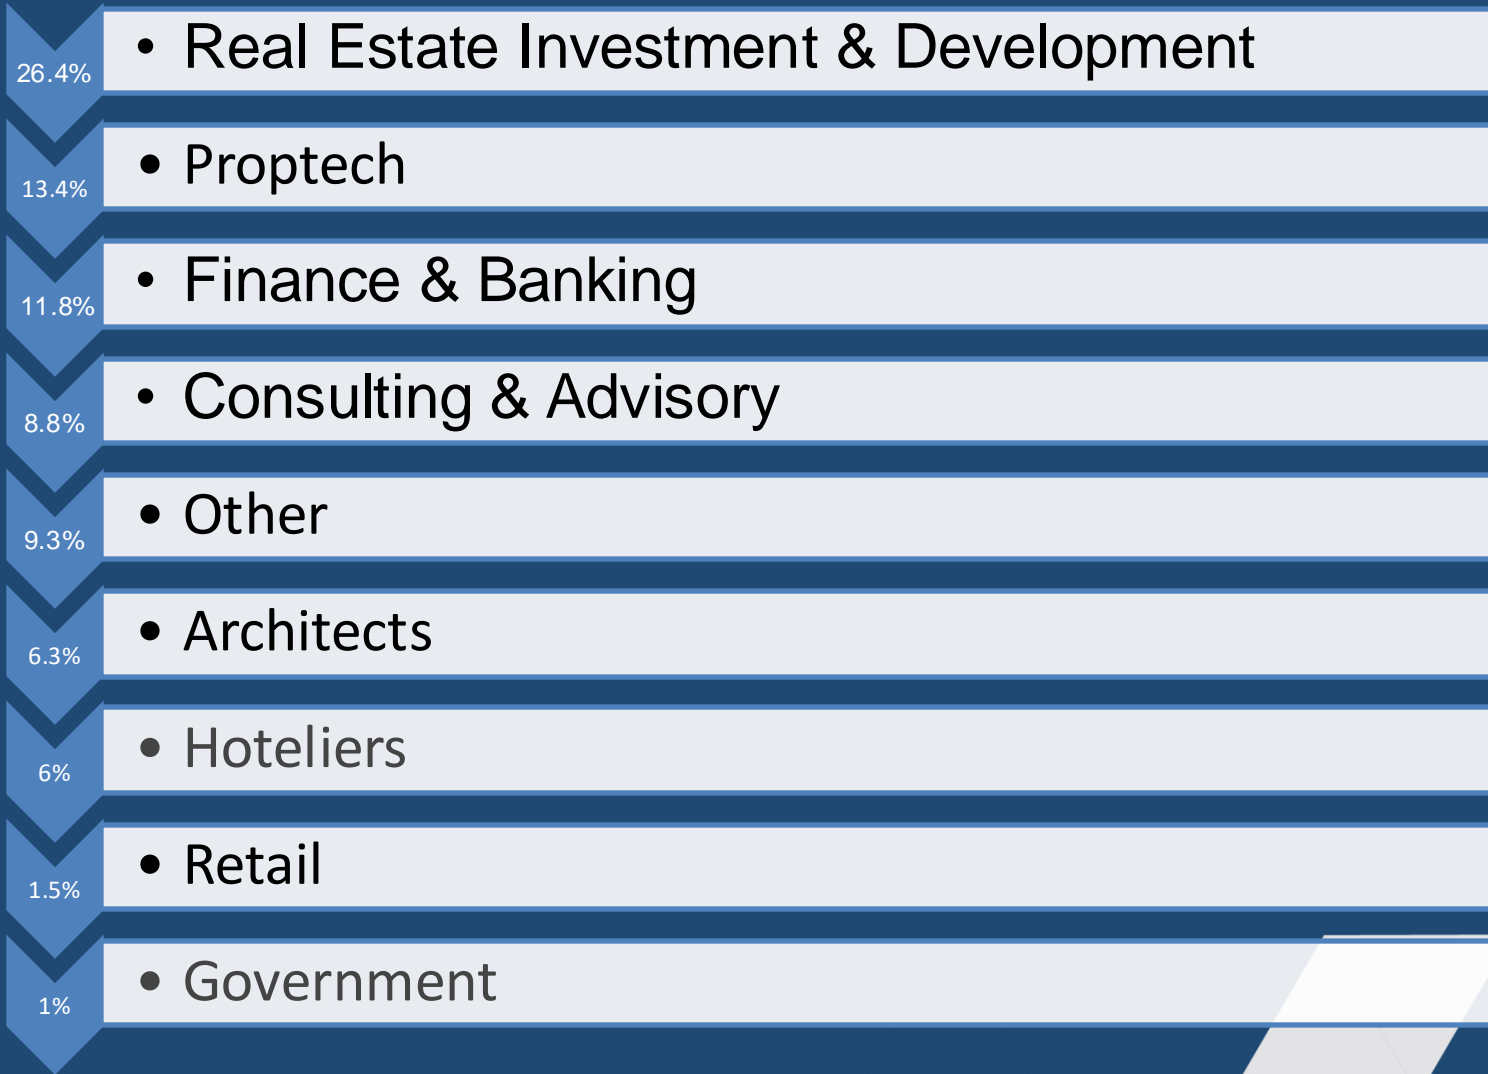 26.4%
• Real Estate Investment & Development
13.4%
• Proptech
11.8%
• Finance & Banking
8.8%
• Consulting & Advisory
9.3%
• Other
6.3%
• Architects
6%
• Hoteliers
1.5%
• Retail
1%
• Government